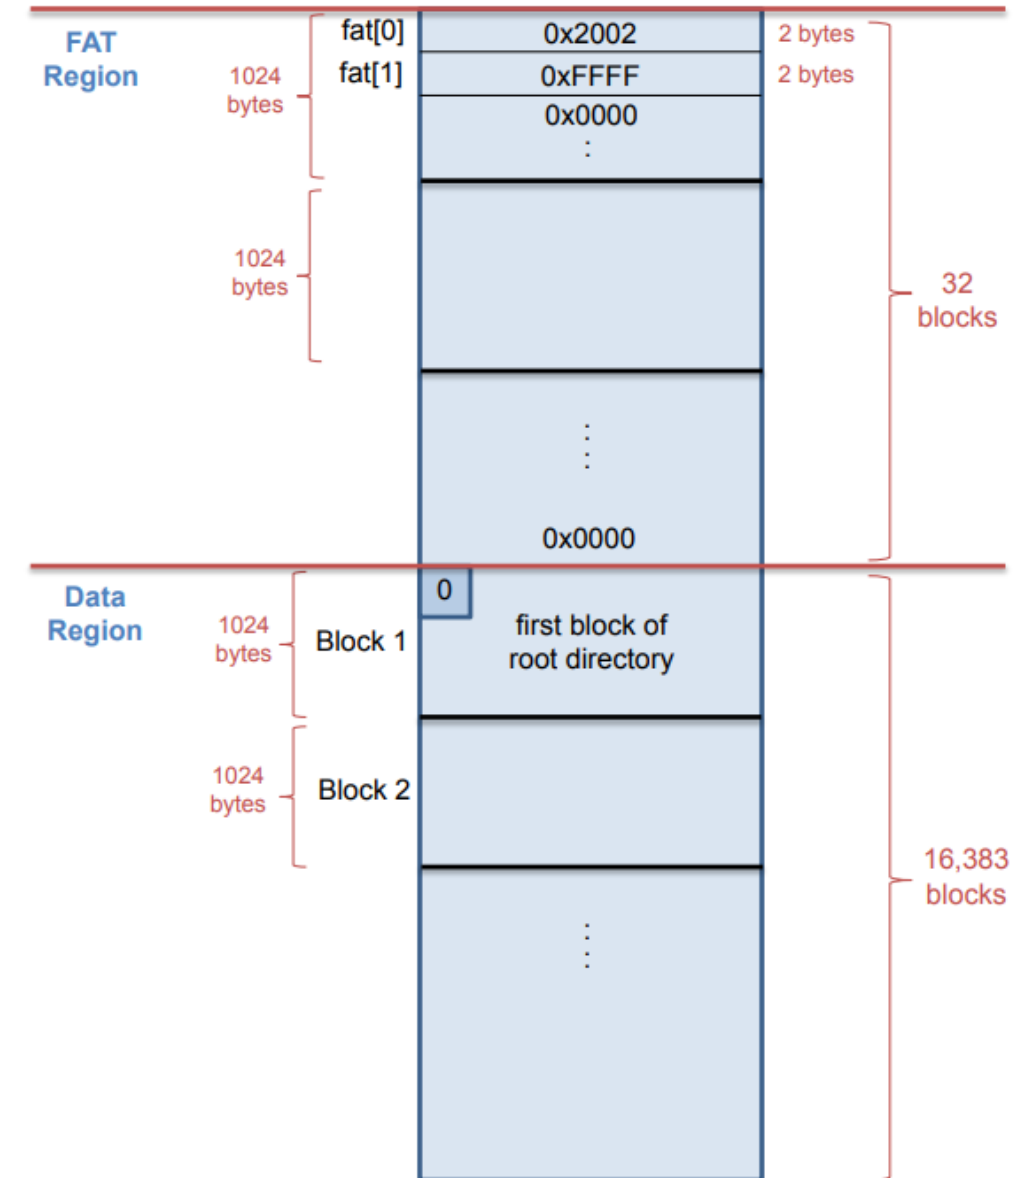 FAT
Region
1024
bytes
fat[0]
0x2002
2 bytes
fat[1]
0xFFFF
2 bytes
0x0000
:
1024
bytes
32
blocks
:
:
0x0000
Data
Region
1024
bytes
Block 1
0
first block of
root directory
1024
bytes
Block 2
16,383
blocks
:
: